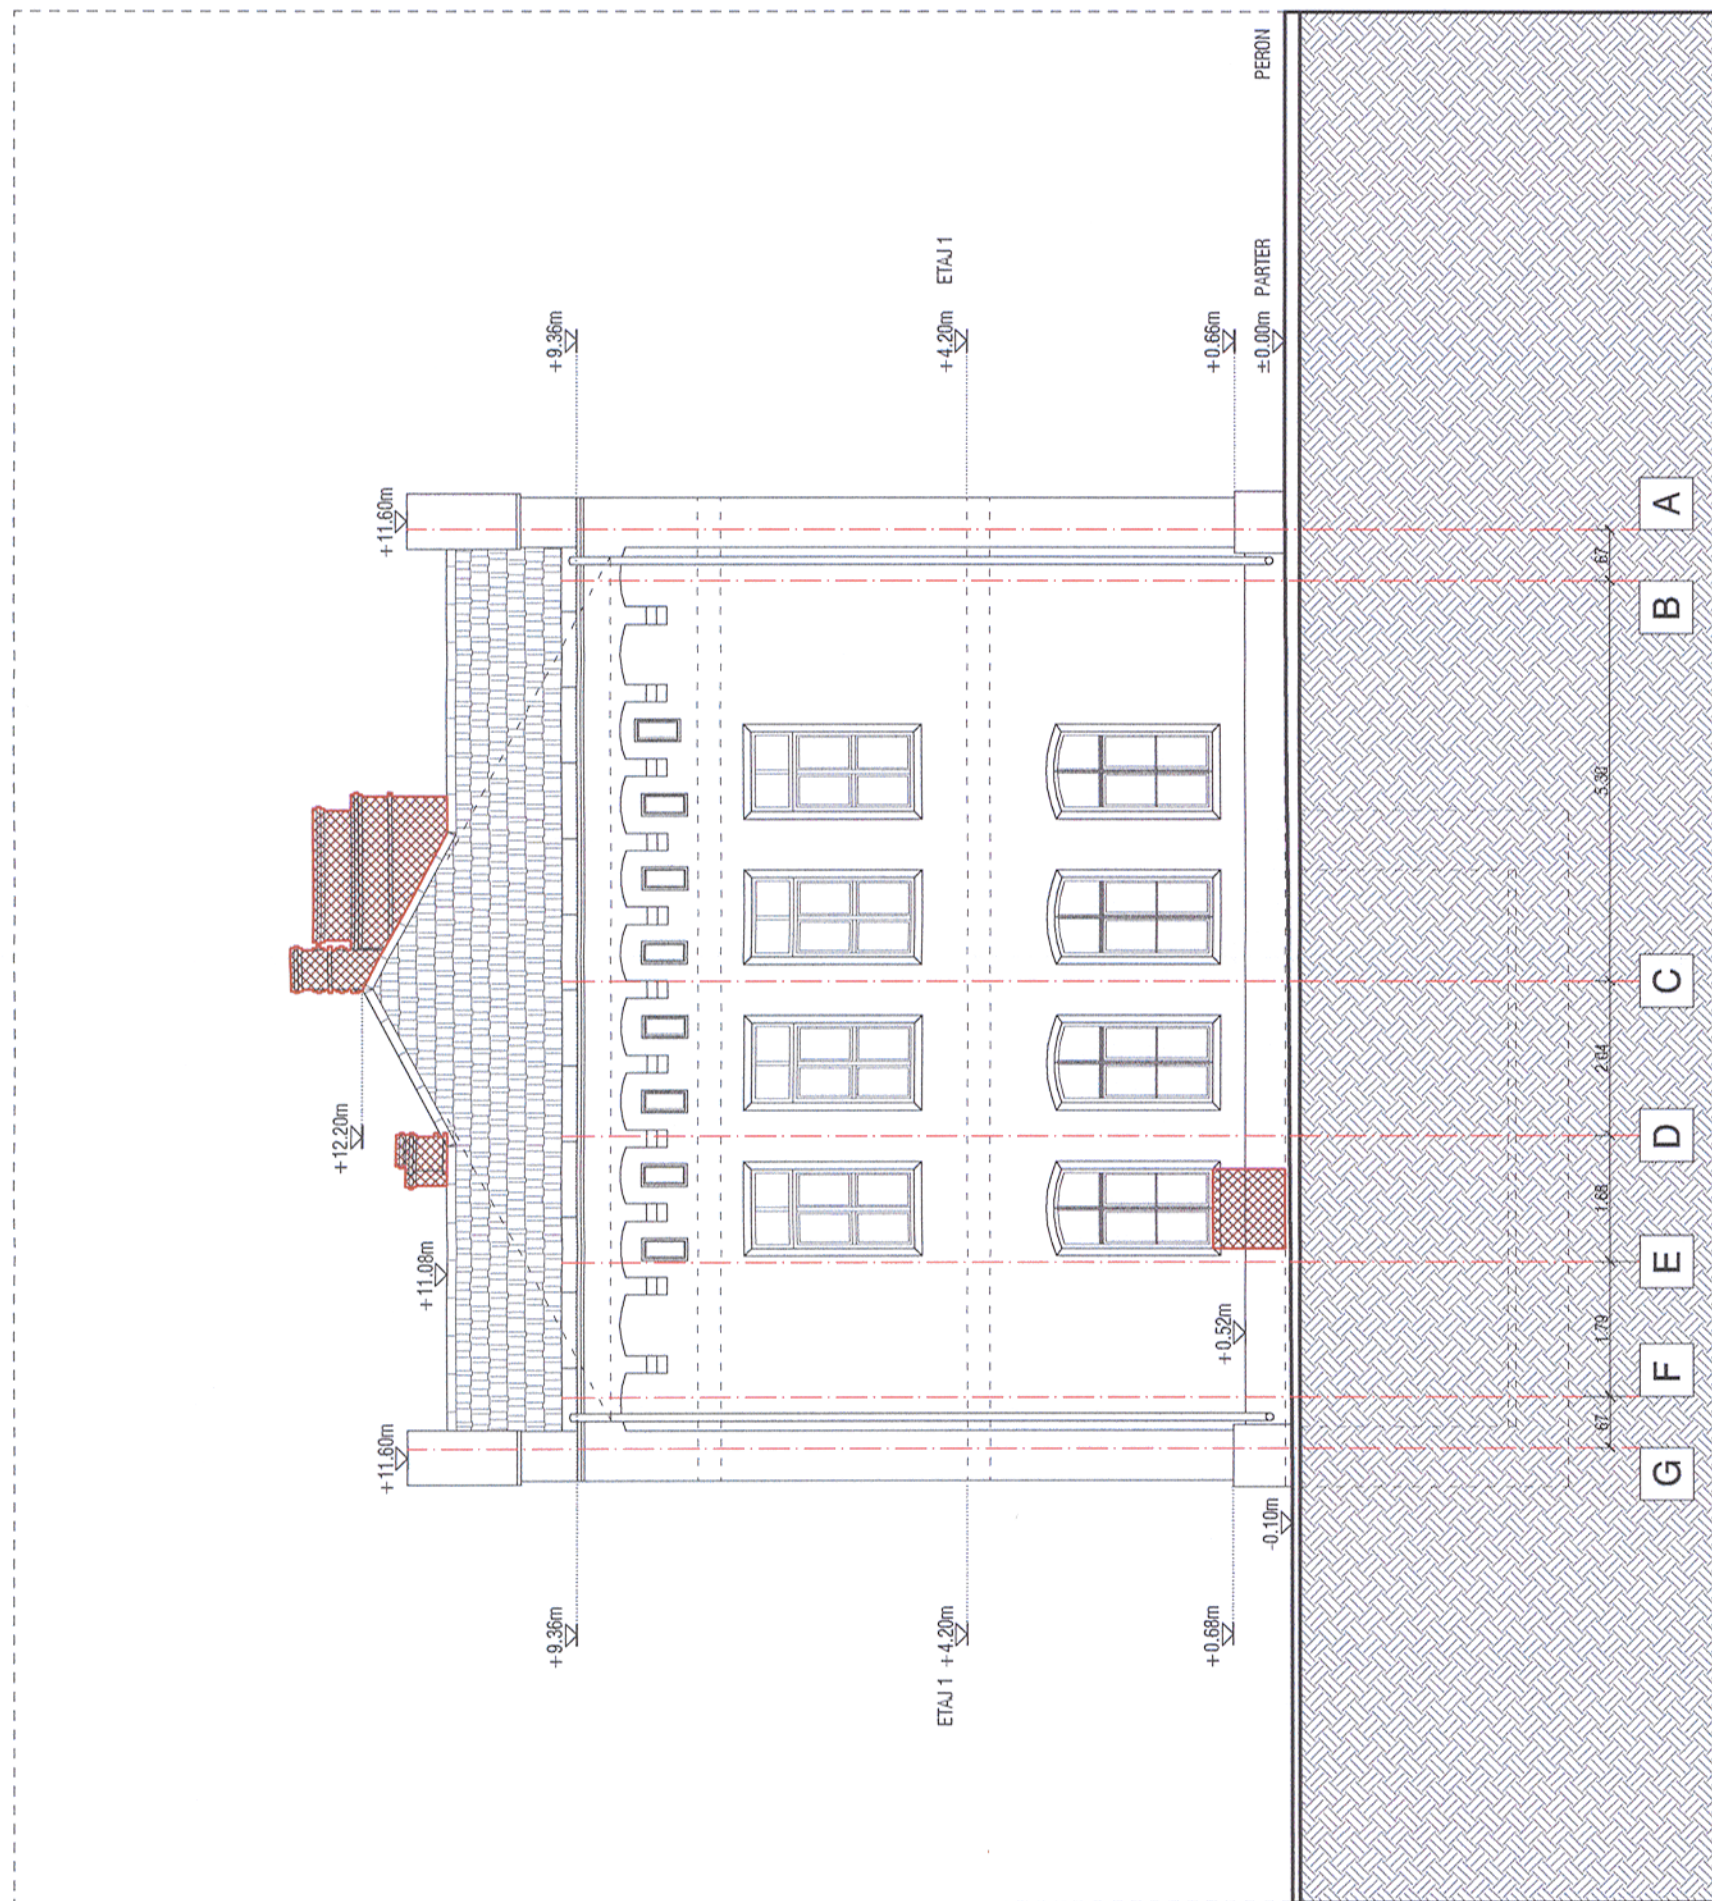 +12.20m
+11.60m
+11.08m
+11.60m
+9.36m
+9.36m
ETAJ 1 +4.20m
+4.20m ETAJ 1
+0.68m
+0.52m
+0.66m
-0.10m
±0.00m PARTER
PERON
.67
1.79
1.68
2.04
5.30
.67
G
F
E
D
C
B
A